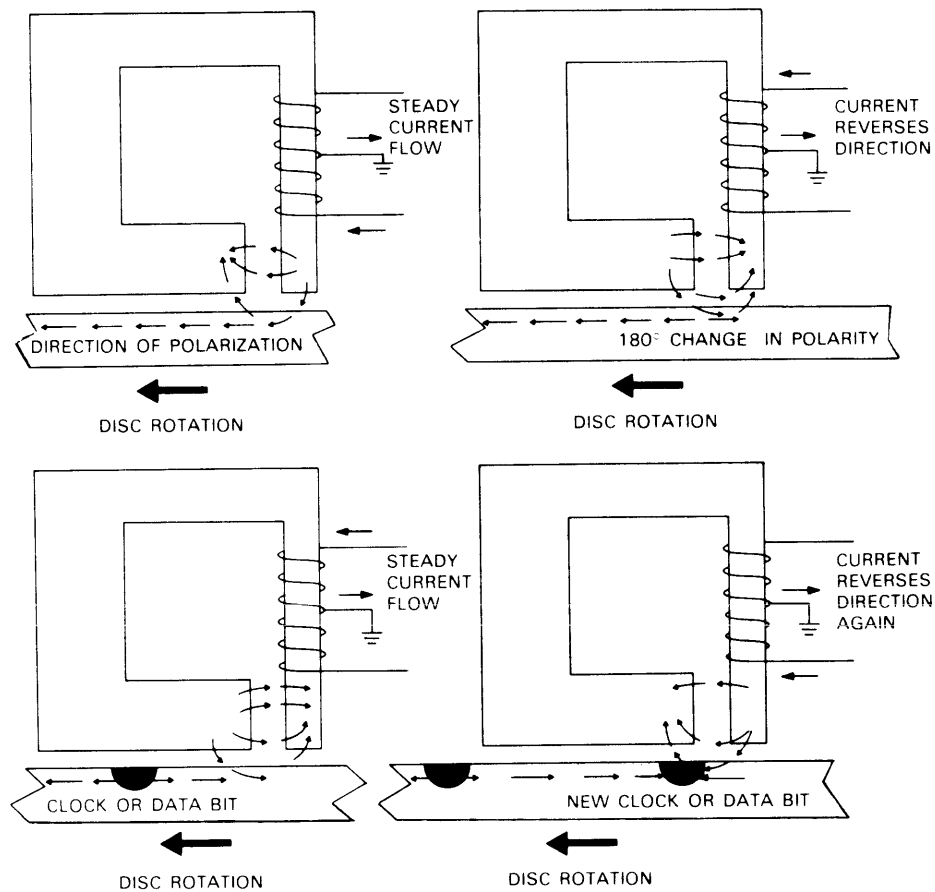 STEADY
CURRENT
FLOW
DIRECTION OF POLARIZATION
DISC ROTATION
CURRENT
REVERSES
DIRECTION
180° CHANGE IN POLARITY
DISC ROTATION
STEADY
CURRENT
FLOW
CLOCK OR DATA BIT
DISC ROTATION
CURRENT
REVERSES
DIRECTION
AGAIN
NEW CLOCK OR DATA BIT
DISC ROTATION